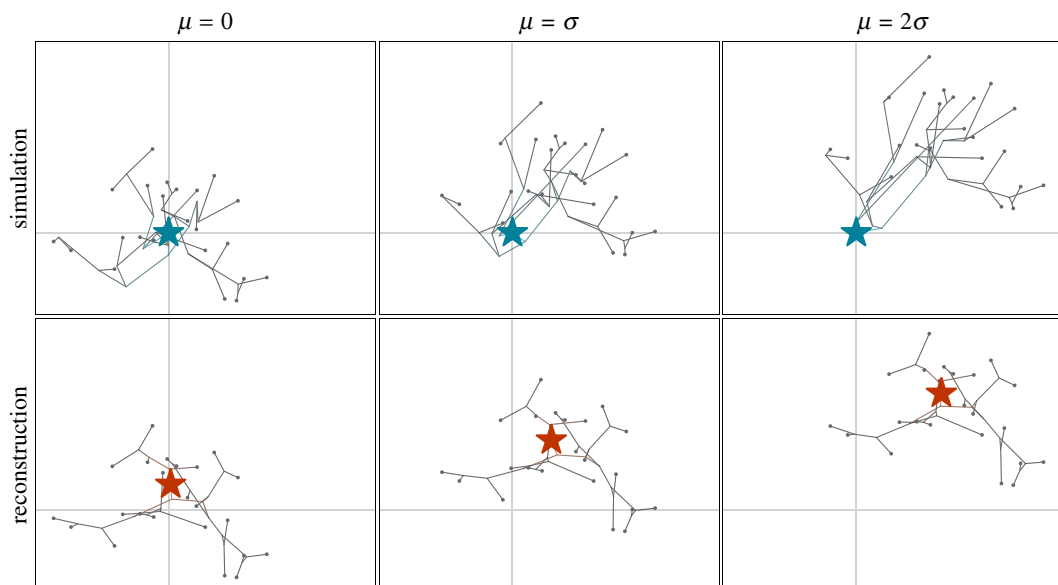 μ = 0
μ = σ
μ = 2σ
simulation
reconstruction